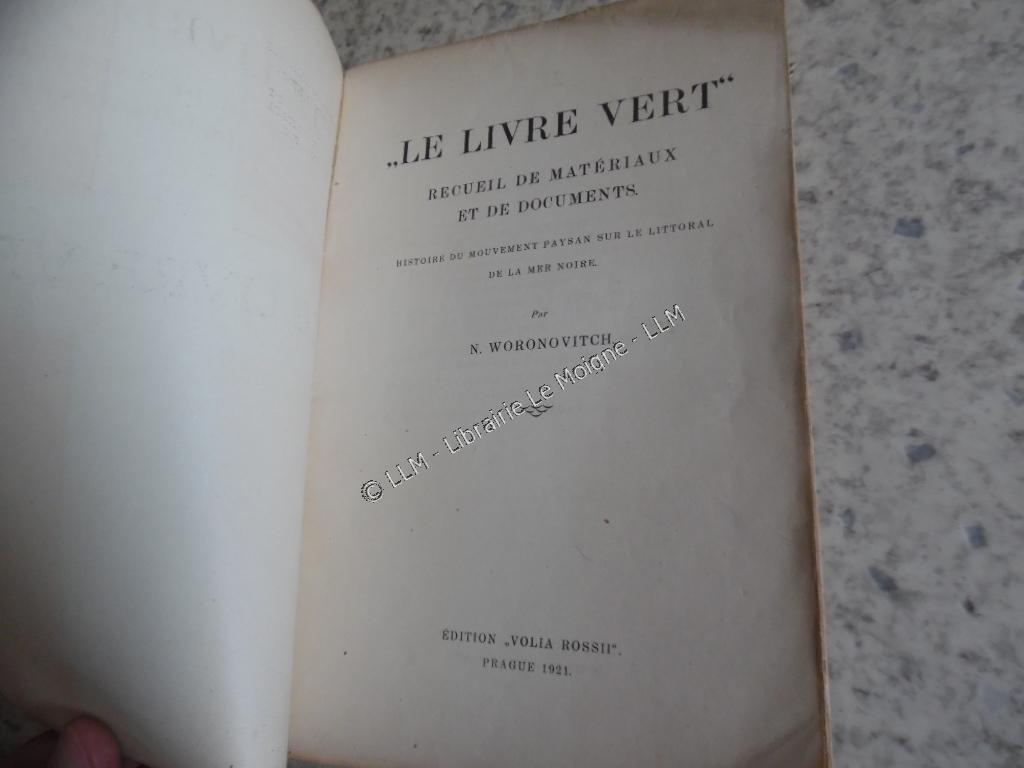 „LE LIVRE VERT“
RECUEIL DE MATÉRIAUX
ET DE DOCUMENTS.
HISTOIRE DU MOUVEMENT PAYSAN SUR LE LITTORAL
DE LA MER NOIRE.
Par
N. WORONOVITCH.
© LLM - Librairie Le Moigne - LLM
ÉDITION „VOLIA ROSSII“.
PRAGUE 1921.